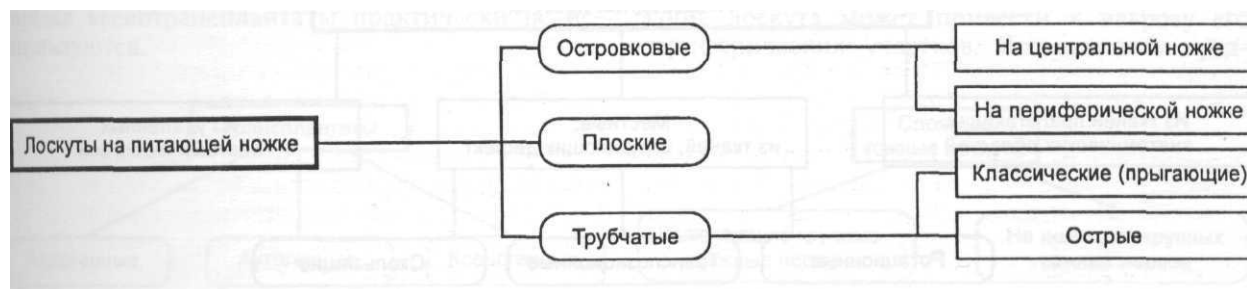 Лоскуты на питающей ножке
Островковые
Плоские
Трубчатые
На центральной ножке
На периферической ножке
Классические (прыгающие)
Острые